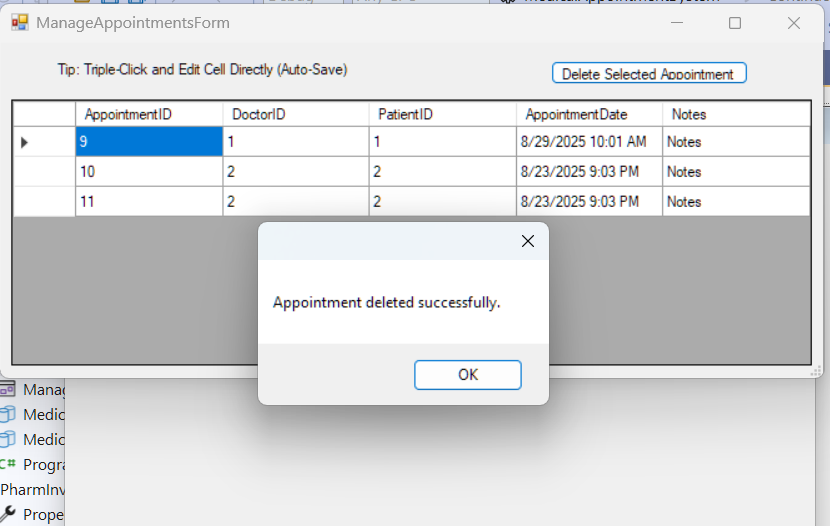 ManageAppointmentsForm
Tip: Triple-Click and Edit Cell Directly (Auto-Save)
Delete Selected Appointment
AppointmentID DoctorID PatientID AppointmentDate Notes
9 1 1 8/29/2025 10:01 AM Notes
10 2 2 8/23/2025 9:03 PM Notes
11 2 2 8/23/2025 9:03 PM Notes
Appointment deleted successfully.
OK
Manag
Medic
Medic
C# Progra
PharmInv
Prope